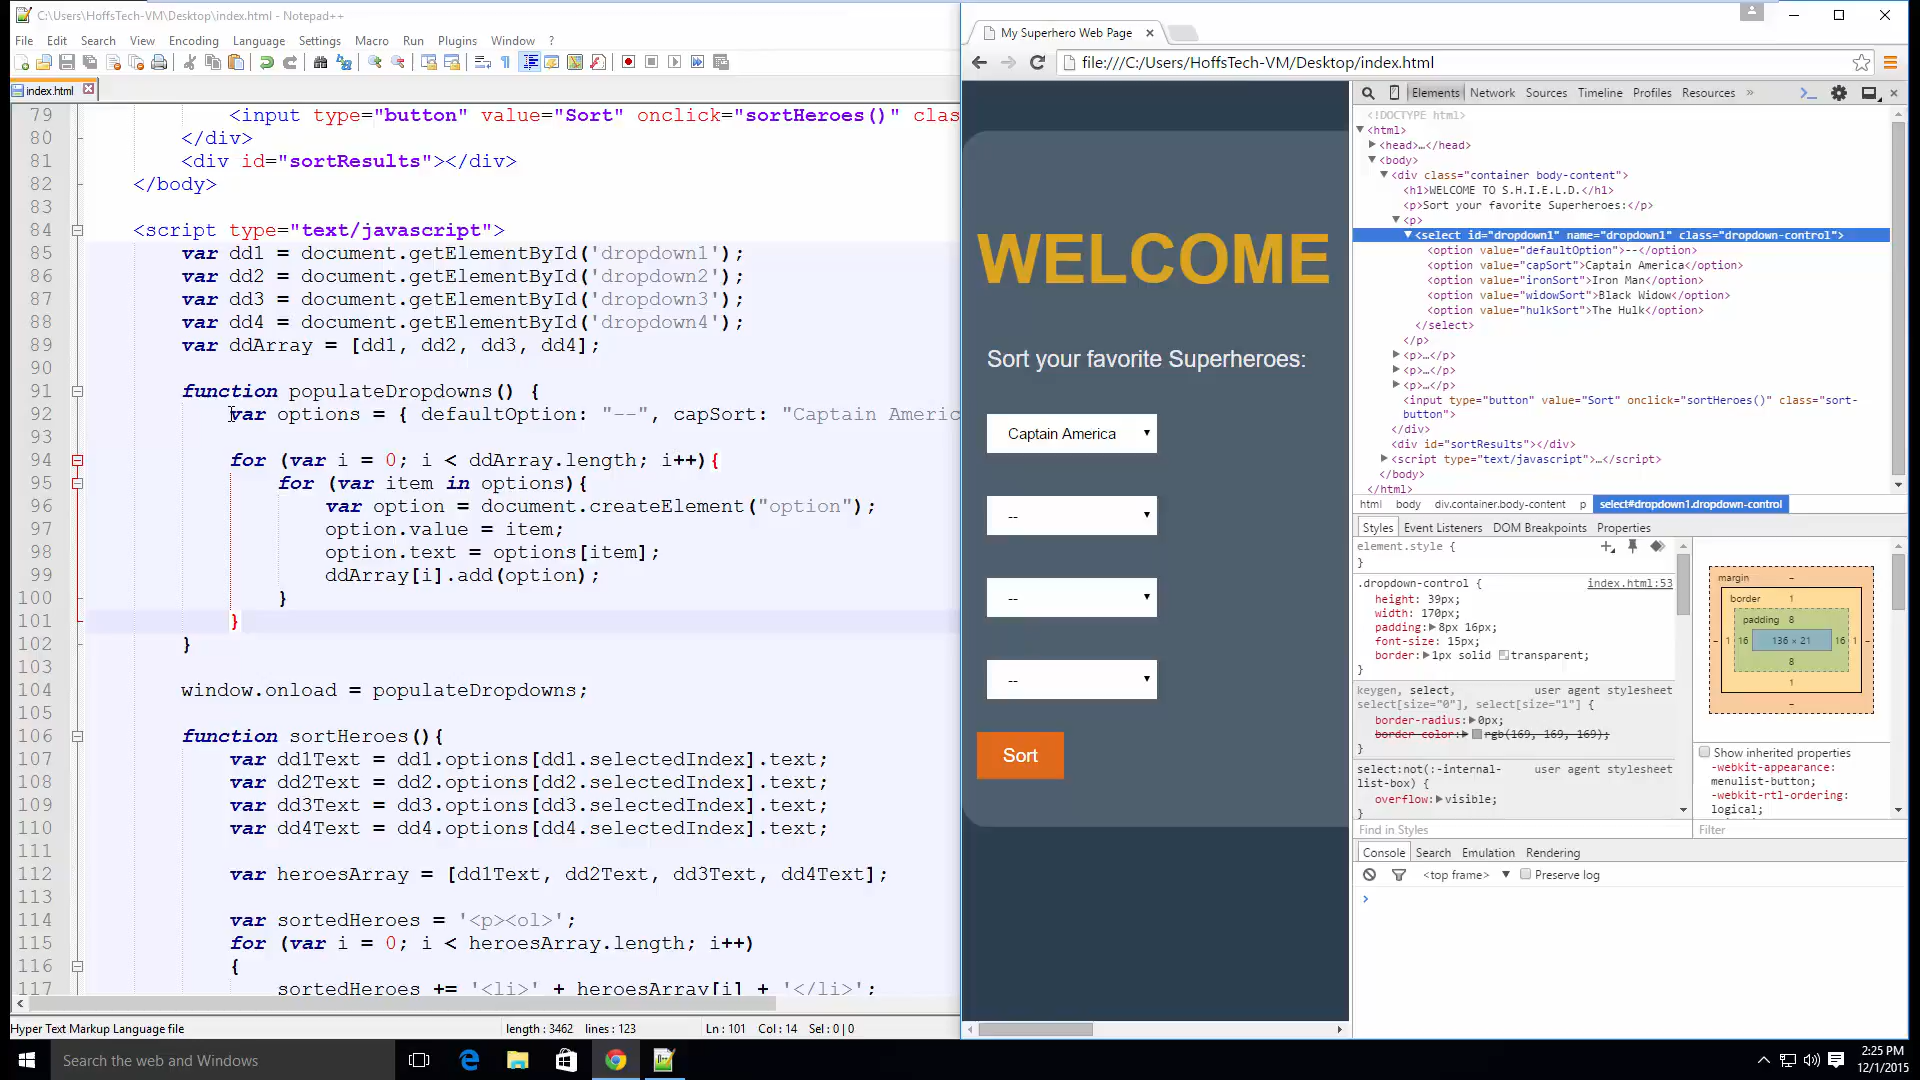 C:\Users\HoffsTech-VM\Desktop\index.html - Notepad++
File Edit Search View Encoding Language Settings Macro Run Plugins Window ?
index.html
79 <input type="button" value="Sort" onclick="sortHeroes()" clas
80 </div>
81 <div id="sortResults"></div>
82 </body>
83
84 <script type="text/javascript">
85 var dd1 = document.getElementById('dropdown1');
86 var dd2 = document.getElementById('dropdown2');
87 var dd3 = document.getElementById('dropdown3');
88 var dd4 = document.getElementById('dropdown4');
89 var ddArray = [dd1, dd2, dd3, dd4];
90
91 function populateDropdowns() {
92 var options = { defaultOption: "--", capSort: "Captain Americ
93
94 for (var i = 0; i < ddArray.length; i++){
95 for (var item in options){
96 var option = document.createElement("option");
97 option.value = item;
98 option.text = options[item];
99 ddArray[i].add(option);
100 }
101 }
102 }
103
104 window.onload = populateDropdowns;
105
106 function sortHeroes(){
107 var dd1Text = dd1.options[dd1.selectedIndex].text;
108 var dd2Text = dd2.options[dd2.selectedIndex].text;
109 var dd3Text = dd3.options[dd3.selectedIndex].text;
110 var dd4Text = dd4.options[dd4.selectedIndex].text;
111
112 var heroesArray = [dd1Text, dd2Text, dd3Text, dd4Text];
113
114 var sortedHeroes = '<p><ol>';
115 for (var i = 0; i < heroesArray.length; i++)
116 {
117 sortedHeroes += '<li>' + heroesArray[i] + '</li>';
Hyper Text Markup Language file length : 3462 lines : 123 Ln : 101 Col : 14 Sel : 0 | 0
My Superhero Web Page
file:///C:/Users/HoffsTech-VM/Desktop/index.html
WELCOME
Sort your favorite Superheroes:
Captain America
--
--
--
Sort
Elements Network Sources Timeline Profiles Resources »
<!DOCTYPE html>
<html>
<head>…</head>
<body>
<div class="container body-content">
<h1>WELCOME TO S.H.I.E.L.D.</h1>
<p>Sort your favorite Superheroes:</p>
<p>
<select id="dropdown1" name="dropdown1" class="dropdown-control">
<option value="defaultOption">--</option>
<option value="capSort">Captain America</option>
<option value="ironSort">Iron Man</option>
<option value="widowSort">Black Widow</option>
<option value="hulkSort">The Hulk</option>
</select>
</p>
<p>…</p>
<p>…</p>
<p>…</p>
<input type="button" value="Sort" onclick="sortHeroes()" class="sort-
button">
</div>
<div id="sortResults"></div>
<script type="text/javascript">…</script>
</body>
</html>
html body div.container.body-content p select#dropdown1.dropdown-control
Styles Event Listeners DOM Breakpoints Properties
element.style {
}
.dropdown-control { index.html:53
height: 39px;
width: 170px;
padding: 8px 16px;
font-size: 15px;
border: 1px solid transparent;
}
keygen, select, user agent stylesheet
select[size="0"], select[size="1"] {
border-radius: 0px;
border-color: rgb(169, 169, 169);
}
select:not(:-internal- user agent stylesheet
list-box) {
overflow: visible;
}
Find in Styles
margin –
border 1
padding 8
– 1 16 136 × 21 16 1 –
8
1
–
Show inherited properties
-webkit-appearance:
menulist-button;
-webkit-rtl-ordering:
logical;
Filter
Console Search Emulation Rendering
<top frame> Preserve log
Search the web and Windows
2:25 PM
12/1/2015